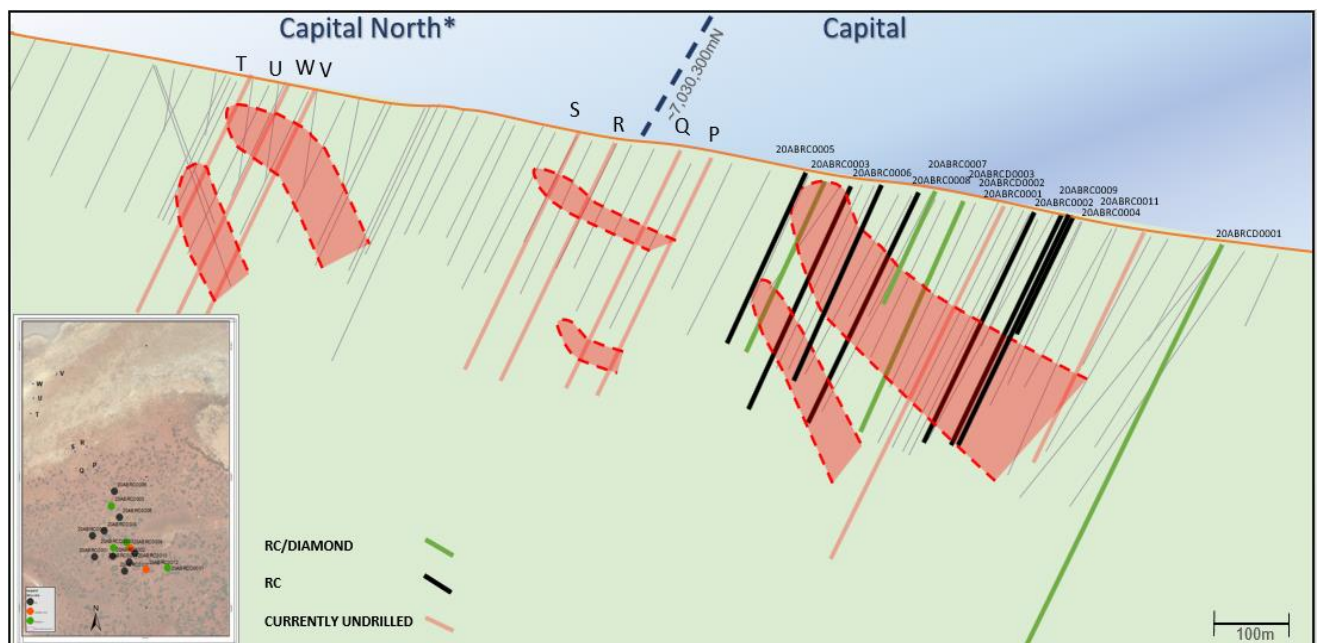 Capital North*
Capital
~7,030,300mN
T
U
W
V
S
R
Q
P
20ABRC0005
20ABRC0003
20ABRC0006
20ABRC0007
20ABRC0008
20ABRCD0003
20ABRCD0002
20ABRC0001
20ABRC0009
20ABRC0002
20ABRC0011
20ABRC0004
20ABRCD0001
V
W
U
T
S
R
Q
P
N
RC/DIAMOND
RC
CURRENTLY UNDRILLED
100m